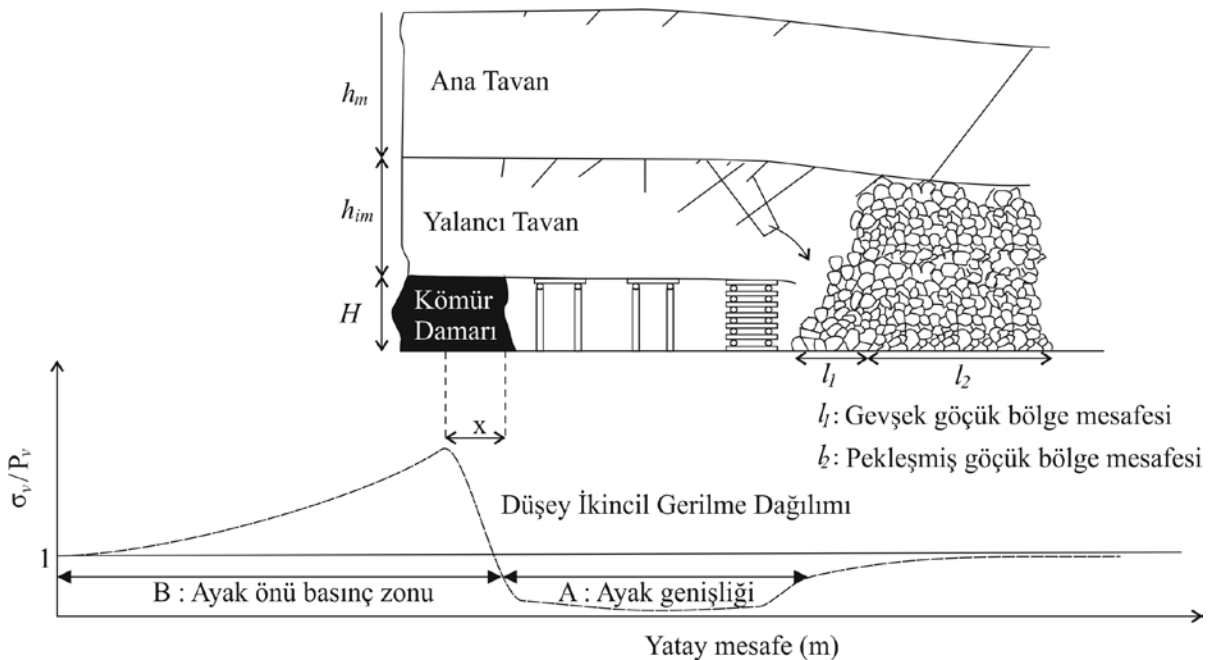 Ana Tavan
hₘ
hᵢₘ
Yalancı Tavan
H
Kömür
Damarı
l₁
l₂
l₁: Gevşek göçük bölge mesafesi
l₂: Pekleşmiş göçük bölge mesafesi
x
σᵥ/Pᵥ
Düşey İkincil Gerilme Dağılımı
1
B : Ayak önü basınç zonu
A : Ayak genişliği
Yatay mesafe (m)